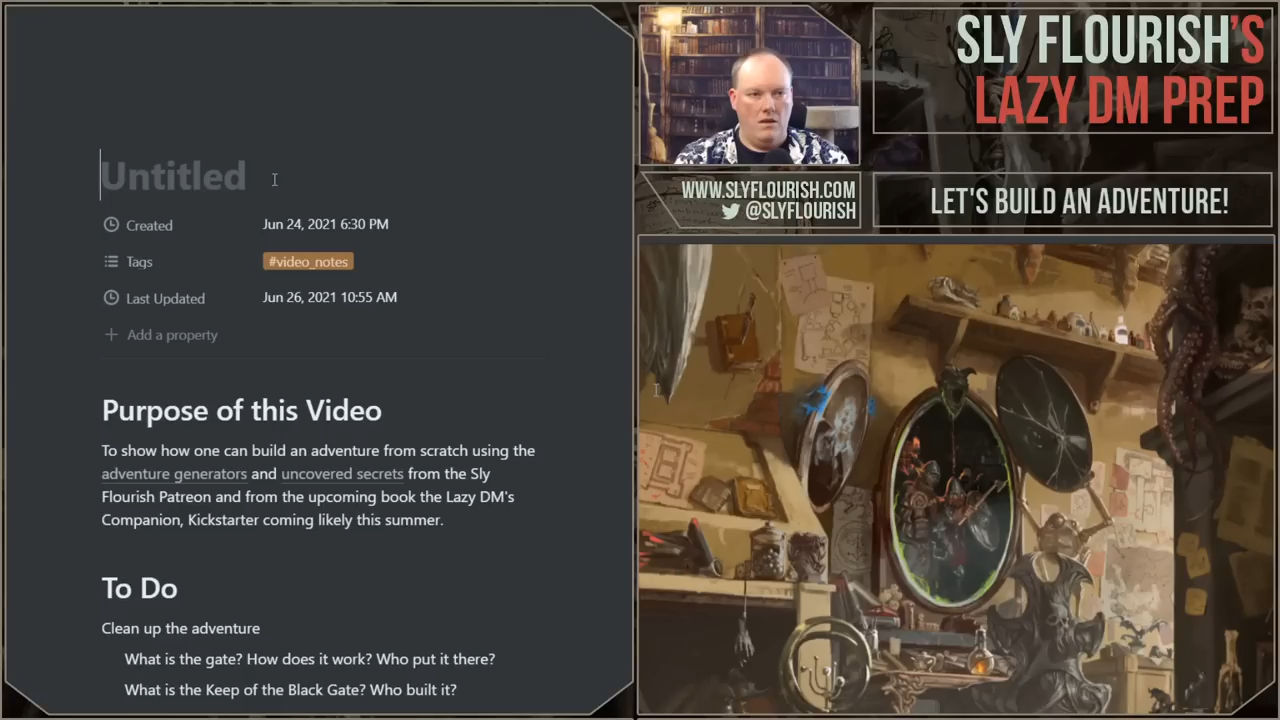 Untitled
Created Jun 24, 2021 6:30 PM
Tags #video_notes
Last Updated Jun 26, 2021 10:55 AM
Add a property
Purpose of this Video
To show how one can build an adventure from scratch using the
adventure generators and uncovered secrets from the Sly
Flourish Patreon and from the upcoming book the Lazy DM's
Companion, Kickstarter coming likely this summer.
To Do
Clean up the adventure
What is the gate? How does it work? Who put it there?
What is the Keep of the Black Gate? Who built it?
SLY FLOURISH'S
LAZY DM PREP
WWW.SLYFLOURISH.COM
@SLYFLOURISH
LET'S BUILD AN ADVENTURE!